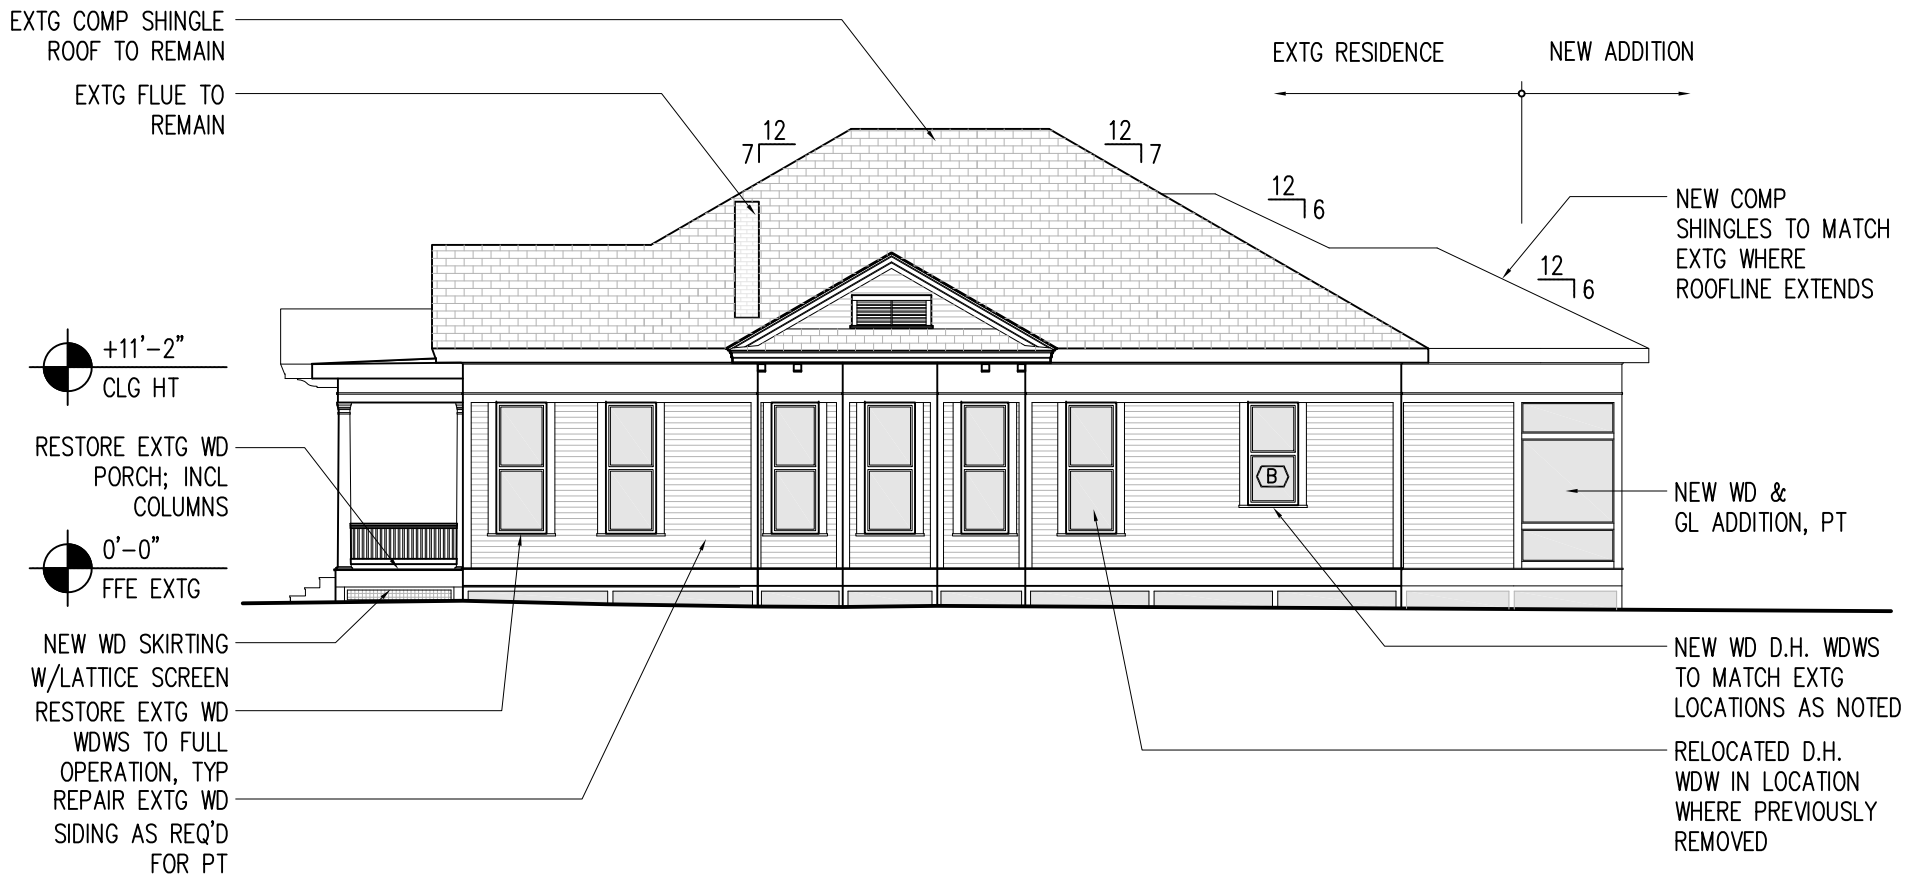 EXTG COMP SHINGLE
ROOF TO REMAIN
EXTG FLUE TO
REMAIN
EXTG RESIDENCE
NEW ADDITION
12
7
12
7
12
6
12
6
NEW COMP
SHINGLES TO MATCH
EXTG WHERE
ROOFLINE EXTENDS
+11'-2"
CLG HT
RESTORE EXTG WD
PORCH; INCL
COLUMNS
0'-0"
FFE EXTG
B
NEW WD &
GL ADDITION, PT
NEW WD SKIRTING
W/LATTICE SCREEN
RESTORE EXTG WD
WDWS TO FULL
OPERATION, TYP
REPAIR EXTG WD
SIDING AS REQ'D
FOR PT
NEW WD D.H. WDWS
TO MATCH EXTG
LOCATIONS AS NOTED
RELOCATED D.H.
WDW IN LOCATION
WHERE PREVIOUSLY
REMOVED